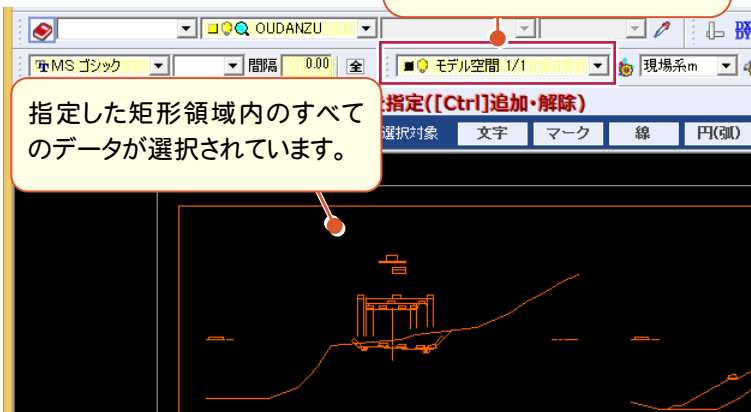 OUDANZU
MS ゴシック
間隔
0.00
全
モデル空間 1/1
現場系m
指定([Ctrl]追加・解除)
指定した矩形領域内のすべて
のデータが選択されています。
選択対象
文字
マーク
線
円(弧)